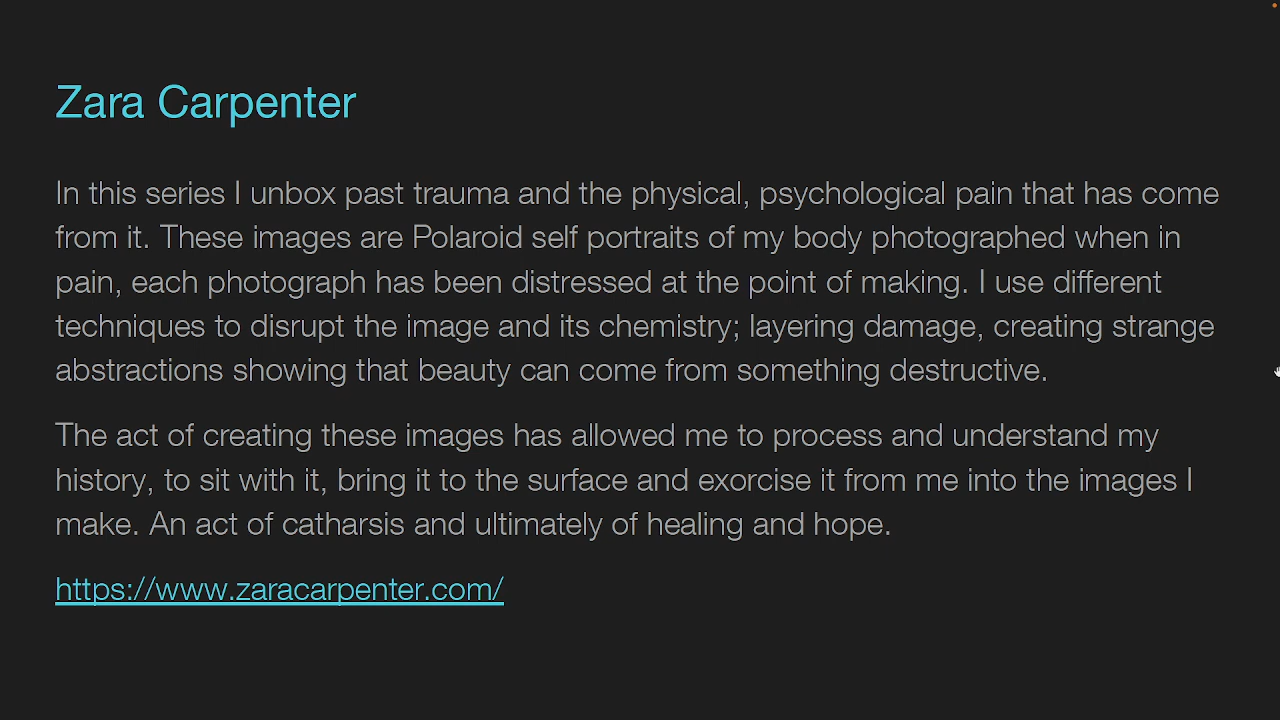 Zara Carpenter
In this series I unbox past trauma and the physical, psychological pain that has come
from it. These images are Polaroid self portraits of my body photographed when in
pain, each photograph has been distressed at the point of making. I use different
techniques to disrupt the image and its chemistry; layering damage, creating strange
abstractions showing that beauty can come from something destructive.
The act of creating these images has allowed me to process and understand my
history, to sit with it, bring it to the surface and exorcise it from me into the images I
make. An act of catharsis and ultimately of healing and hope.
https://www.zaracarpenter.com/